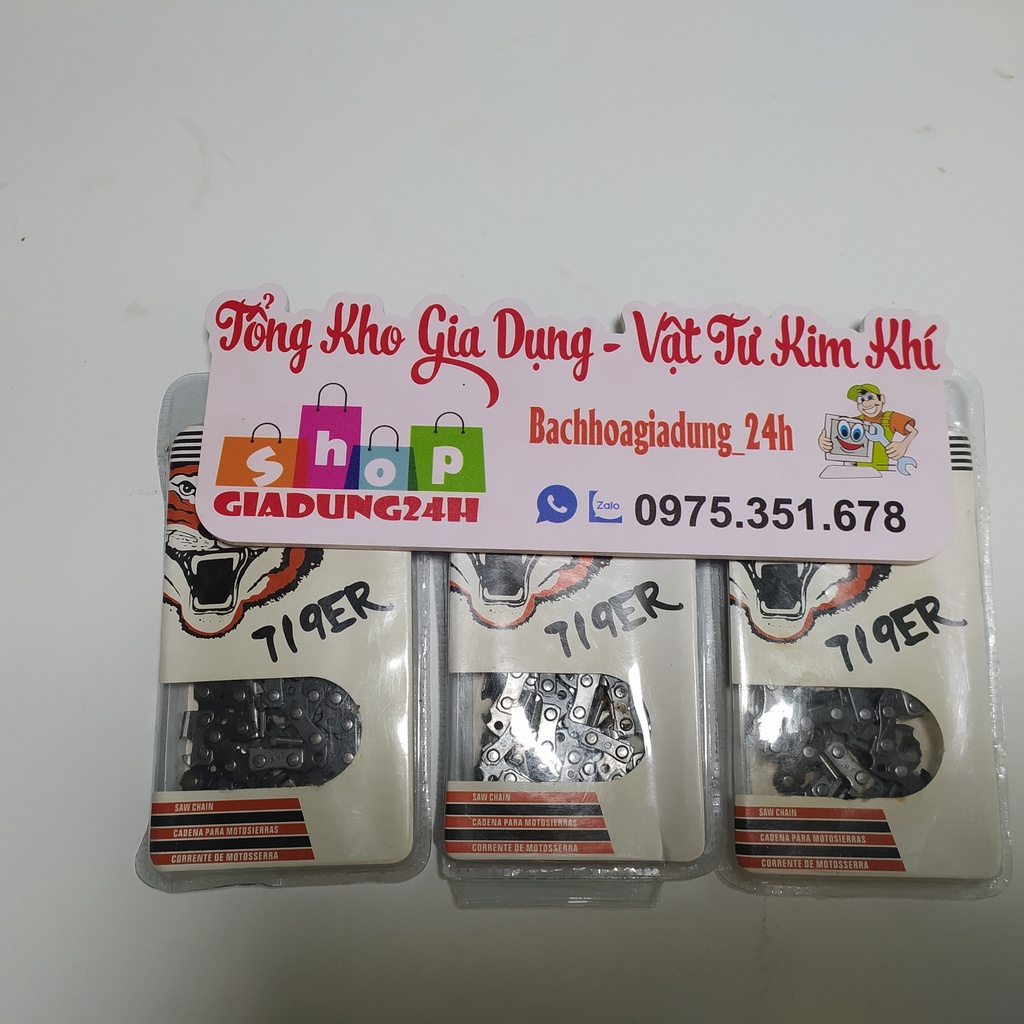 Tổng Kho Gia Dụng - Vật Tư Kim Khí
shop
GIADUNG24H
Bachhoagiadung_24h
Zalo 0975.351.678
719ER
SAW CHAIN
CADENA PARA MOTOSIERRAS
CORRENTE DE MOTOSSERRA
719ER
SAW CHAIN
CADENA PARA MOTOSIERRAS
CORRENTE DE MOTOSSERRA
719ER
SAW CHAIN
CADENA PARA MOTOSIERRAS
CORRENTE DE MOTOSSERRA